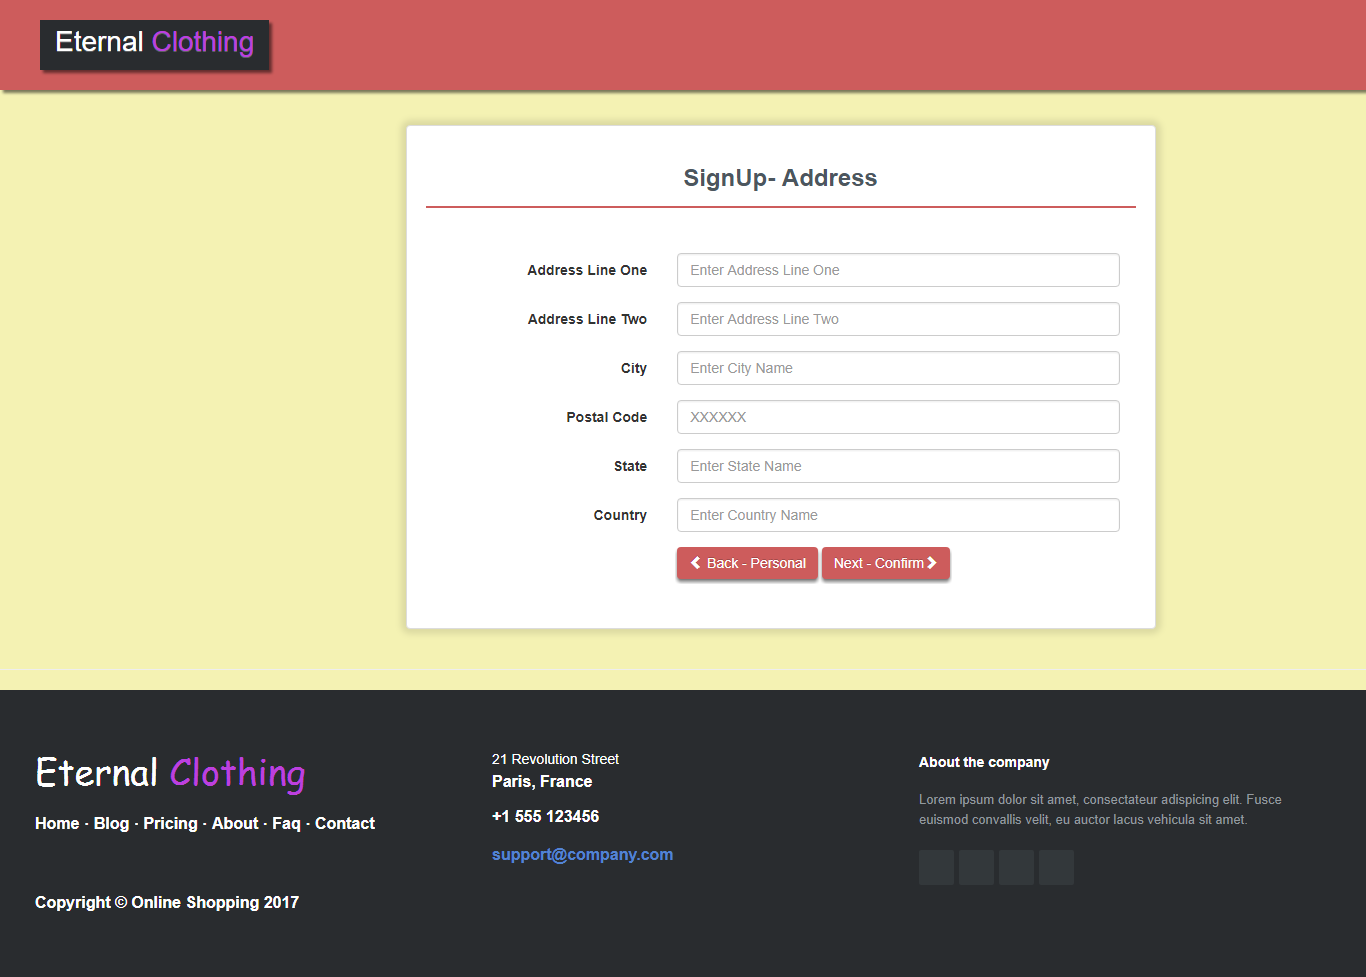 Eternal Clothing
SignUp- Address
Address Line One
Enter Address Line One
Address Line Two
Enter Address Line Two
City
Enter City Name
Postal Code
XXXXXX
State
Enter State Name
Country
Enter Country Name
Back - Personal
Next - Confirm
Eternal Clothing
Home · Blog · Pricing · About · Faq · Contact
Copyright © Online Shopping 2017
21 Revolution Street
Paris, France
+1 555 123456
support@company.com
About the company
Lorem ipsum dolor sit amet, consectateur adispicing elit. Fusce
euismod convallis velit, eu auctor lacus vehicula sit amet.